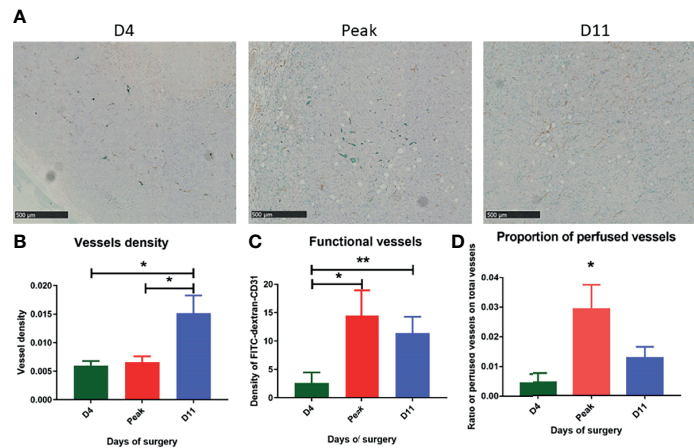 A
D4 Peak D11
500 µm 500 µm 500 µm
B Vessels density
Vessel density
0.020
0.015
0.010
0.005
0.000
* *
D4 Peak D11
Days of surgery
C Functional vessels
Density of FITC-dextran-CD31
20
15
10
5
0
** *
D4 Peak D11
Days of surgery
D Proportion of perfused vessels
Ratio of perfused vessels on total vessels
0.04
0.03
0.02
0.01
0.00
*
D4 Peak D11
Days of surgery